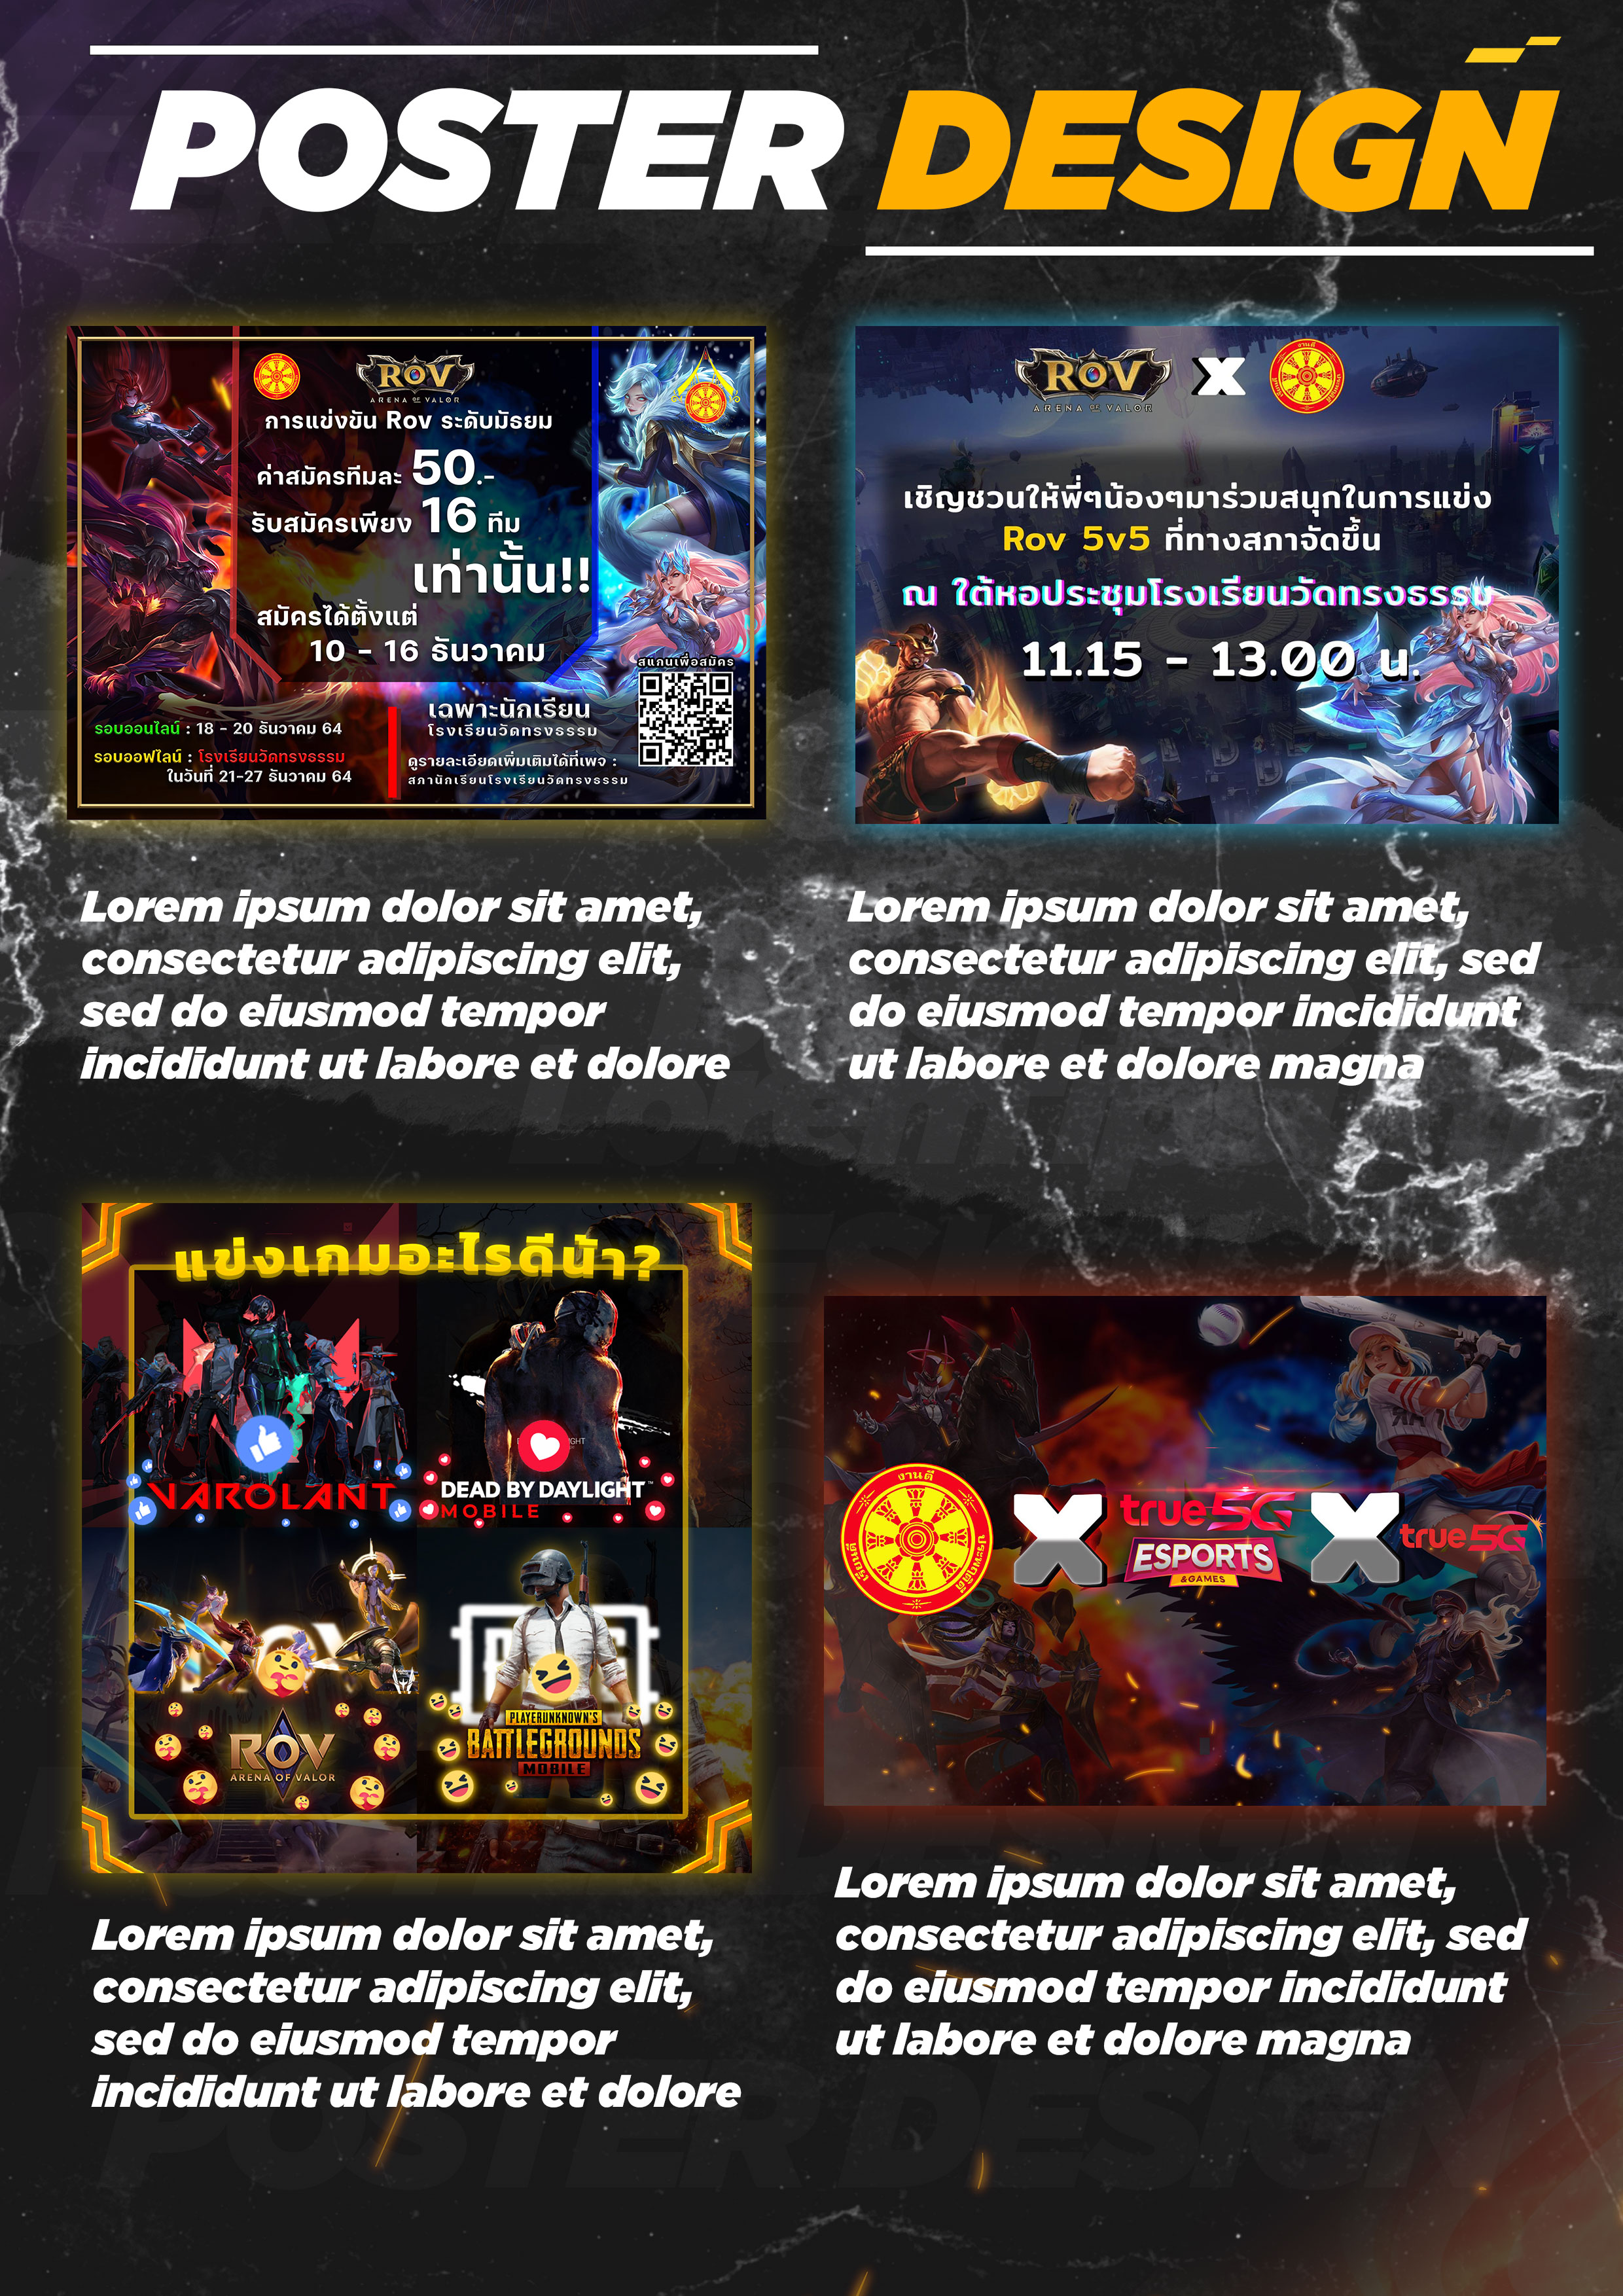 POSTER DESIGN
ROV
ARENA OF VALOR
การแข่งขัน Rov ระดับมัธยม
ค่าสมัครทีมละ 50.-
รับสมัครเพียง 16 ทีม
เท่านั้น!!
สมัครได้ตั้งแต่
10 - 16 ธันวาคม
สแกนเพื่อสมัคร
รอบออนไลน์ : 18 - 20 ธันวาคม 64
รอบออฟไลน์ : โรงเรียนวัดทรงธรรม
ในวันที่ 21-27 ธันวาคม 64
เฉพาะนักเรียน
โรงเรียนวัดทรงธรรม
ดูรายละเอียดเพิ่มเติมได้ที่เพจ :
สภานักเรียนโรงเรียนวัดทรงธรรม
ROV X
ARENA OF VALOR
งานดี
เชิญชวนให้พี่ๆน้องๆมาร่วมสนุกในการแข่ง
Rov 5v5 ที่ทางสภาจัดขึ้น
ณ ใต้หอประชุมโรงเรียนวัดทรงธรรม
11.15 - 13.00 น.
Lorem ipsum dolor sit amet,
consectetur adipiscing elit,
sed do eiusmod tempor
incididunt ut labore et dolore
Lorem ipsum dolor sit amet,
consectetur adipiscing elit, sed
do eiusmod tempor incididunt
ut labore et dolore magna
แข่งเกมอะไรดีน้า?
VAROLANT
DEAD BY DAYLIGHT™
MOBILE
ROV
ARENA OF VALOR
PLAYERUNKNOWN'S
BATTLEGROUNDS
MOBILE
งานดี
X true 5G X true 5G
ESPORTS
&GAMES
Lorem ipsum dolor sit amet,
consectetur adipiscing elit,
sed do eiusmod tempor
incididunt ut labore et dolore
Lorem ipsum dolor sit amet,
consectetur adipiscing elit, sed
do eiusmod tempor incididunt
ut labore et dolore magna